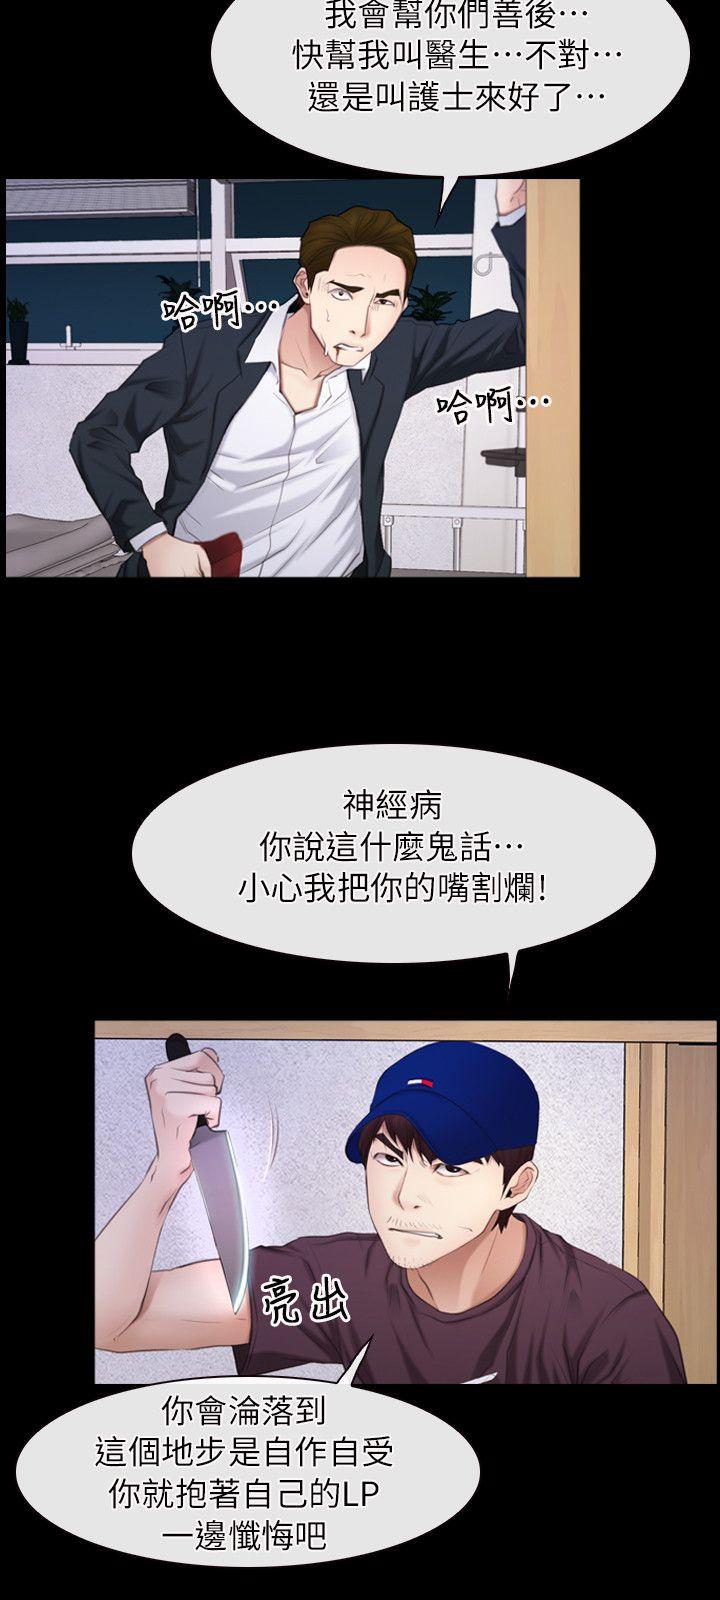 我會幫你們善後…
快幫我叫醫生…不對…
還是叫護士來好了…
哈啊…
哈啊…
神經病
你說這什麼鬼話…
小心我把你的嘴割爛!
亮出
你會淪落到
這個地步是自作自受
你就抱著自己的LP
一邊懺悔吧